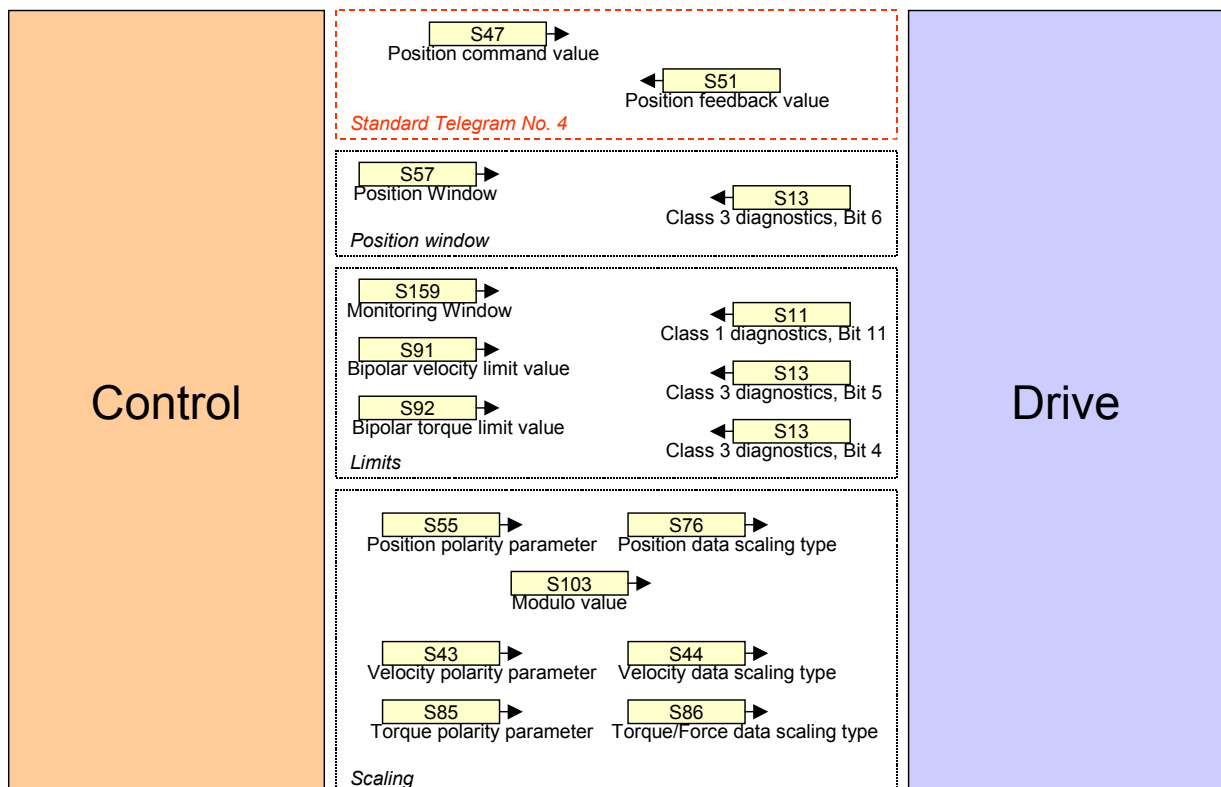 S47
Position command value
S51
Position feedback value
Standard Telegram No. 4
S57
Position Window
S13
Class 3 diagnostics, Bit 6
Position window
S159
Monitoring Window
S11
Class 1 diagnostics, Bit 11
S91
Bipolar velocity limit value
S13
Class 3 diagnostics, Bit 5
S92
Bipolar torque limit value
S13
Class 3 diagnostics, Bit 4
Limits
Control
Drive
S55
Position polarity parameter
S76
Position data scaling type
S103
Modulo value
S43
Velocity polarity parameter
S44
Velocity data scaling type
S85
Torque polarity parameter
S86
Torque/Force data scaling type
Scaling